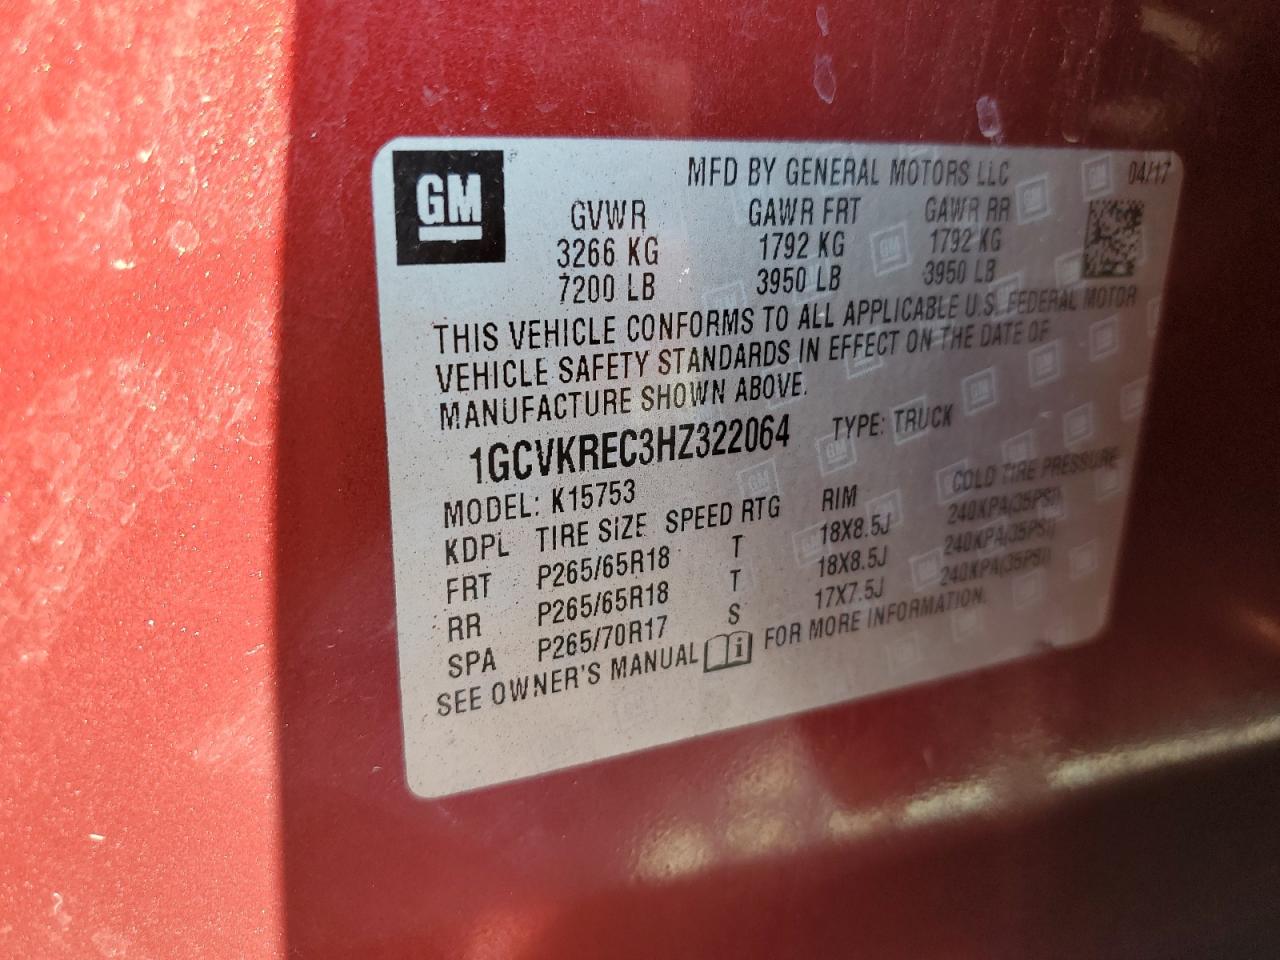 GM
MFD BY GENERAL MOTORS LLC 04/17
GVWR GAWR FRT GAWR RR
3266 KG 1792 KG 1792 KG
7200 LB 3950 LB 3950 LB
THIS VEHICLE CONFORMS TO ALL APPLICABLE U.S. FEDERAL MOTOR
VEHICLE SAFETY STANDARDS IN EFFECT ON THE DATE OF
MANUFACTURE SHOWN ABOVE.
1GCVKREC3HZ322064 TYPE: TRUCK
MODEL: K15753
KDPL TIRE SIZE SPEED RTG RIM COLD TIRE PRESSURE
FRT P265/65R18 T 18X8.5J 240KPA(35PSI)
RR P265/65R18 T 18X8.5J 240KPA(35PSI)
SPA P265/70R17 S 17X7.5J 240KPA(35PSI)
SEE OWNER'S MANUAL i FOR MORE INFORMATION.